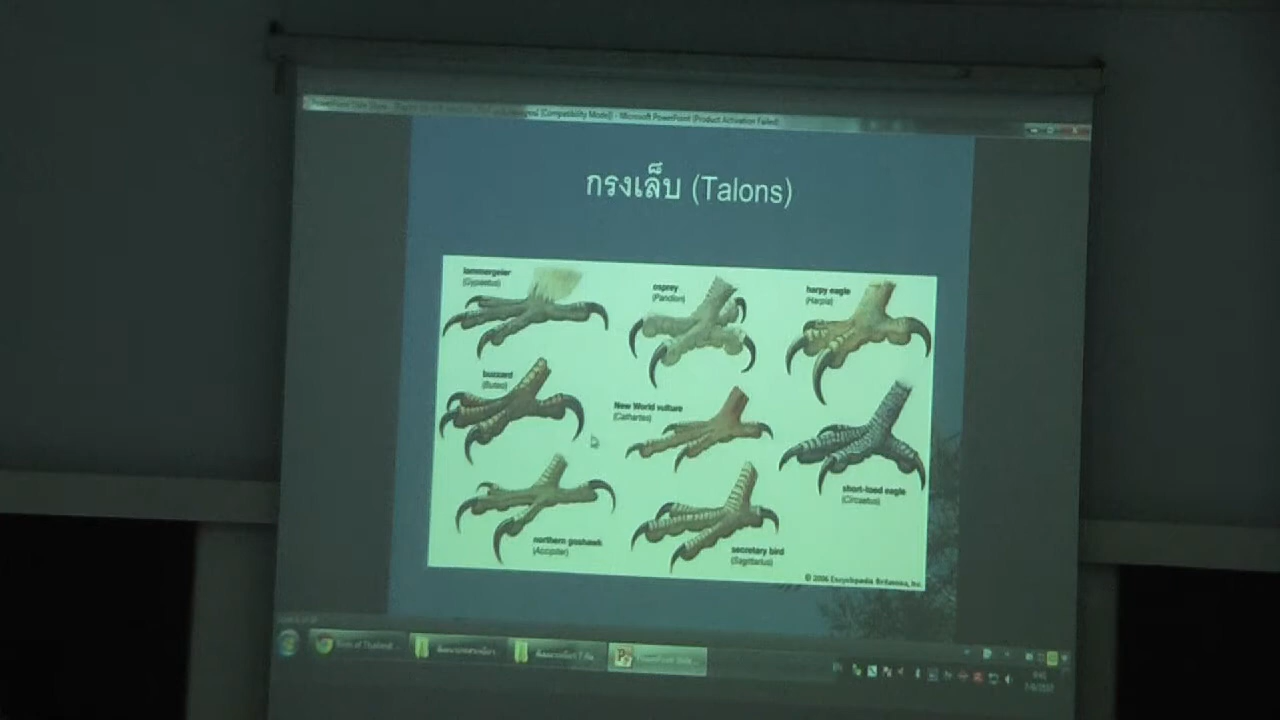 [Compatibility Mode] - Microsoft PowerPoint (Product Activation Failed)
กรงเล็บ (Talons)
lammergeier
(Gypaetus)
osprey
(Pandion)
harpy eagle
(Harpia)
buzzard
(Buteo)
New World vulture
(Cathartes)
short-toed eagle
(Circaetus)
northern goshawk
(Accipiter)
secretary bird
(Sagittarius)
© 2006 Encyclopædia Britannica, Inc.